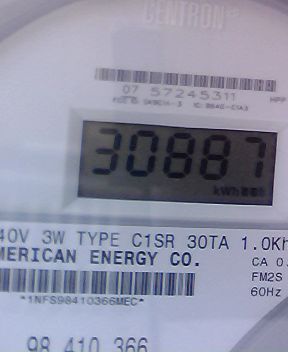 CENTRON
07 57245311
30887
kWh
40V 3W TYPE C1SR 30TA 1.0Kh
MERICAN ENERGY CO.
CA 0.
FM2S
*1NFS98410366MEC*
60Hz
98 410 366